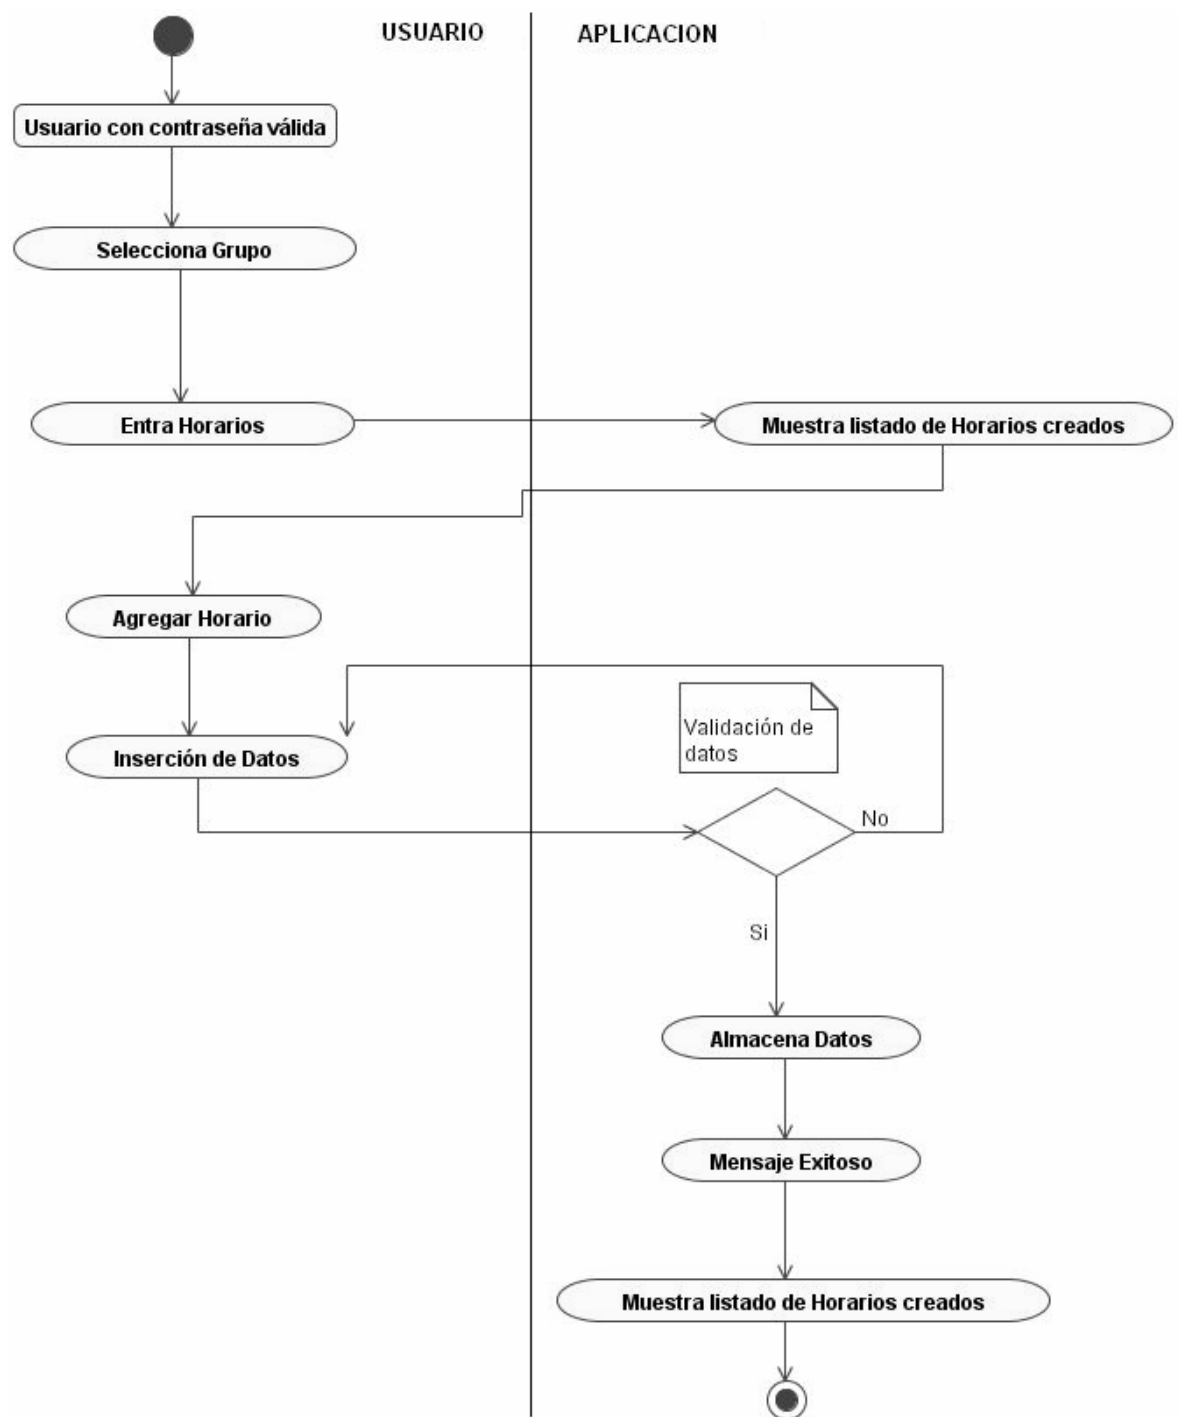 USUARIO
APLICACION
Usuario con contraseña válida
Selecciona Grupo
Entra Horarios
Muestra listado de Horarios creados
Agregar Horario
Validación de
datos
Inserción de Datos
No
Si
Almacena Datos
Mensaje Exitoso
Muestra listado de Horarios creados